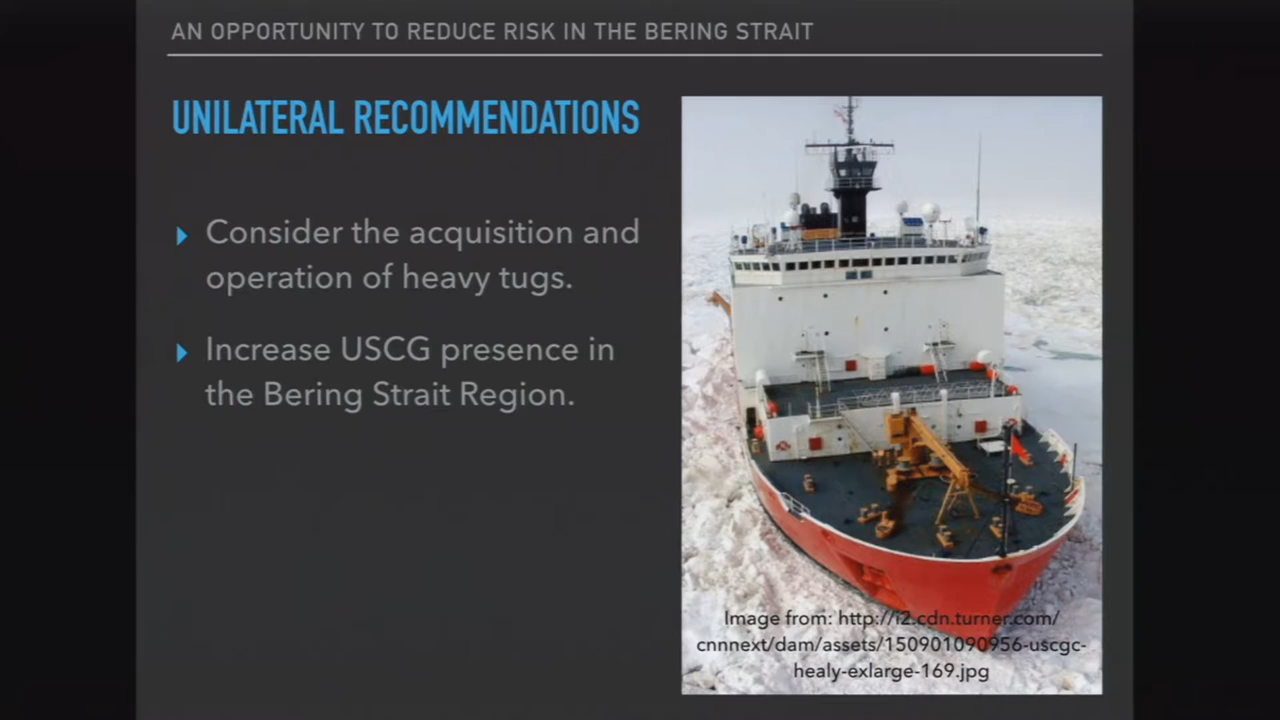 AN OPPORTUNITY TO REDUCE RISK IN THE BERING STRAIT
UNILATERAL RECOMMENDATIONS
Consider the acquisition and
operation of heavy tugs.
Increase USCG presence in
the Bering Strait Region.
Image from: http://i2.cdn.turner.com/
cnnnext/dam/assets/150901090956-uscgc-
healy-exlarge-169.jpg